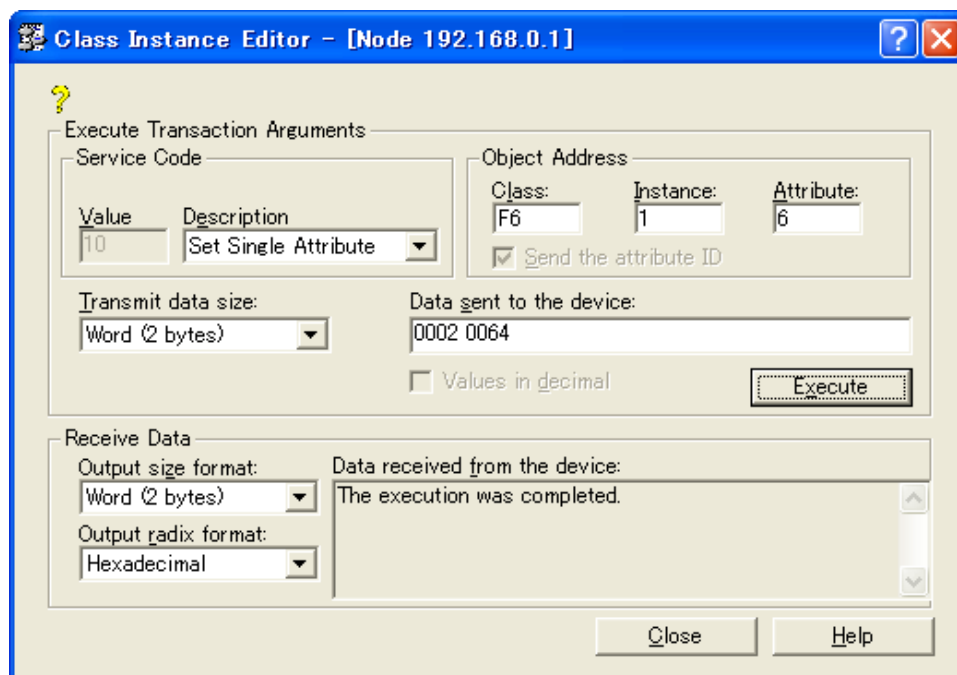 Class Instance Editor - [Node 192.168.0.1]
Execute Transaction Arguments
Service Code
Value
Description
10
Set Single Attribute
Object Address
Class:
Instance:
Attribute:
F6
1
6
Send the attribute ID
Transmit data size:
Word (2 bytes)
Data sent to the device:
0002 0064
Values in decimal
Execute
Receive Data
Output size format:
Word (2 bytes)
Output radix format:
Hexadecimal
Data received from the device:
The execution was completed.
Close
Help